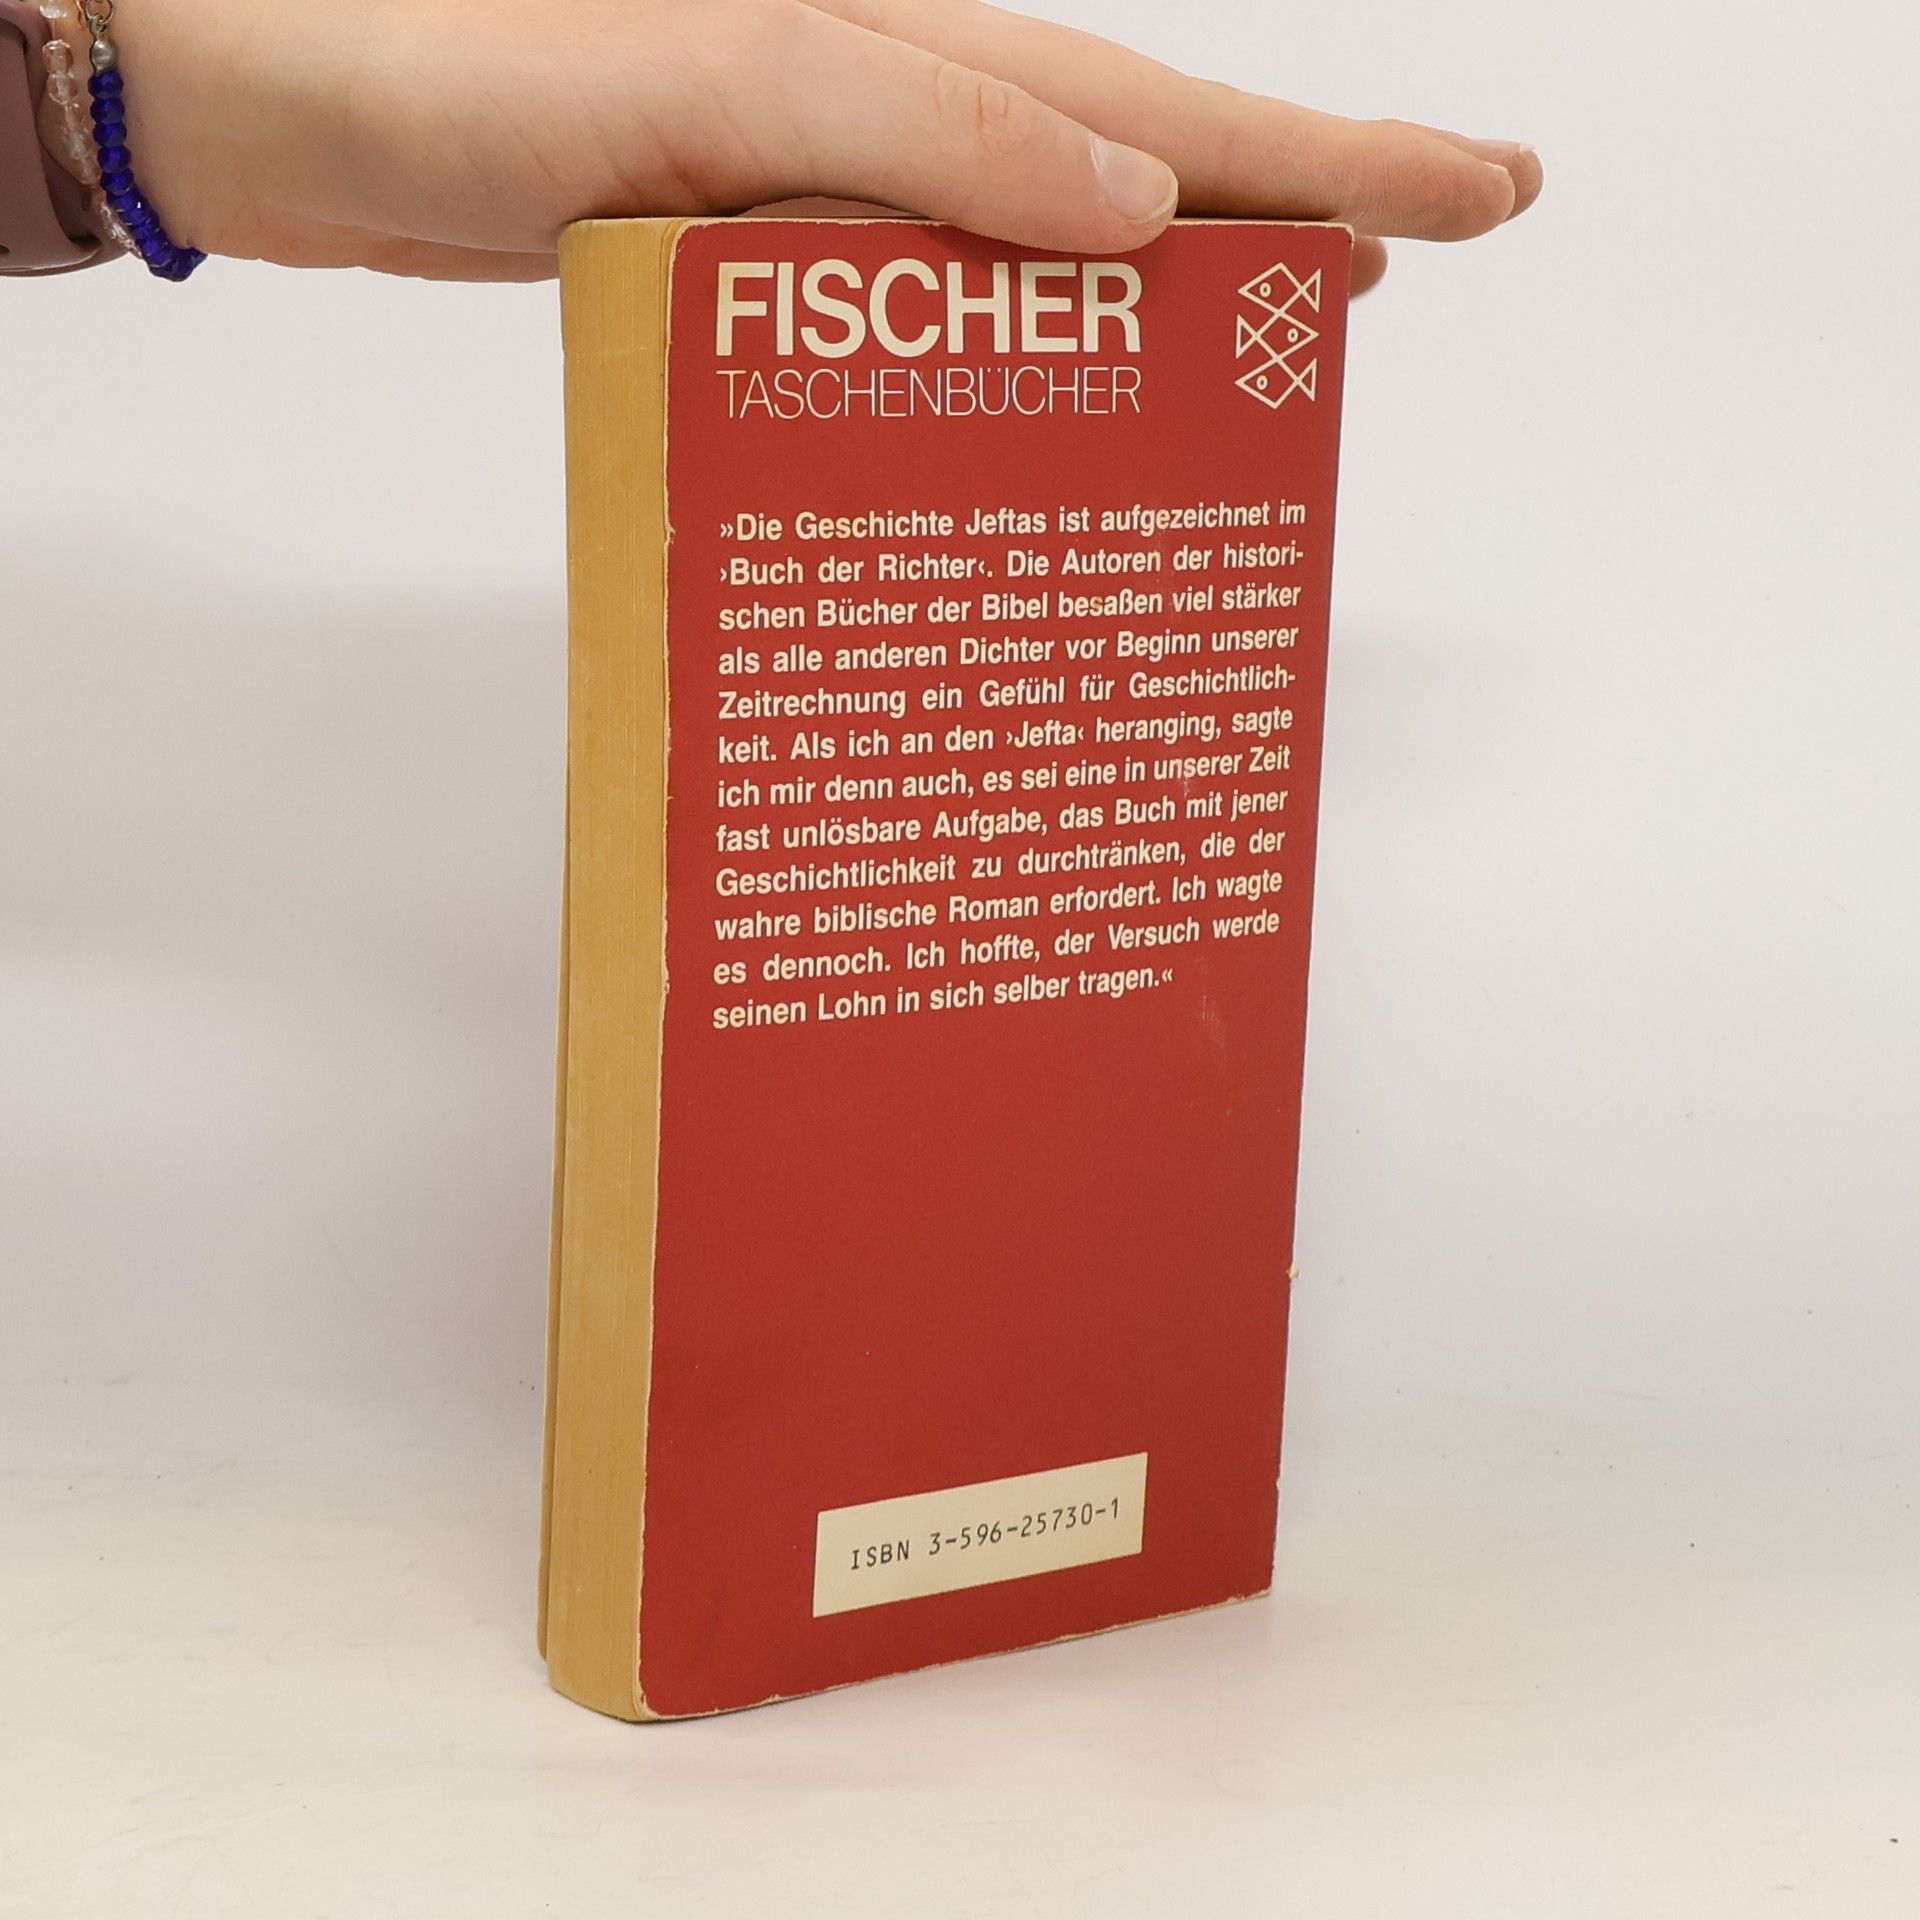 FISCHER
TASCHENBÜCHER
»Die Geschichte Jeftas ist aufgezeichnet im
›Buch der Richter‹. Die Autoren der histori-
schen Bücher der Bibel besaßen viel stärker
als alle anderen Dichter vor Beginn unserer
Zeitrechnung ein Gefühl für Geschichtlich-
keit. Als ich an den ›Jefta‹ heranging, sagte
ich mir denn auch, es sei eine in unserer Zeit
fast unlösbare Aufgabe, das Buch mit jener
Geschichtlichkeit zu durchtränken, die der
wahre biblische Roman erfordert. Ich wagte
es dennoch. Ich hoffte, der Versuch werde
seinen Lohn in sich selber tragen.«
ISBN 3-596-25730-1